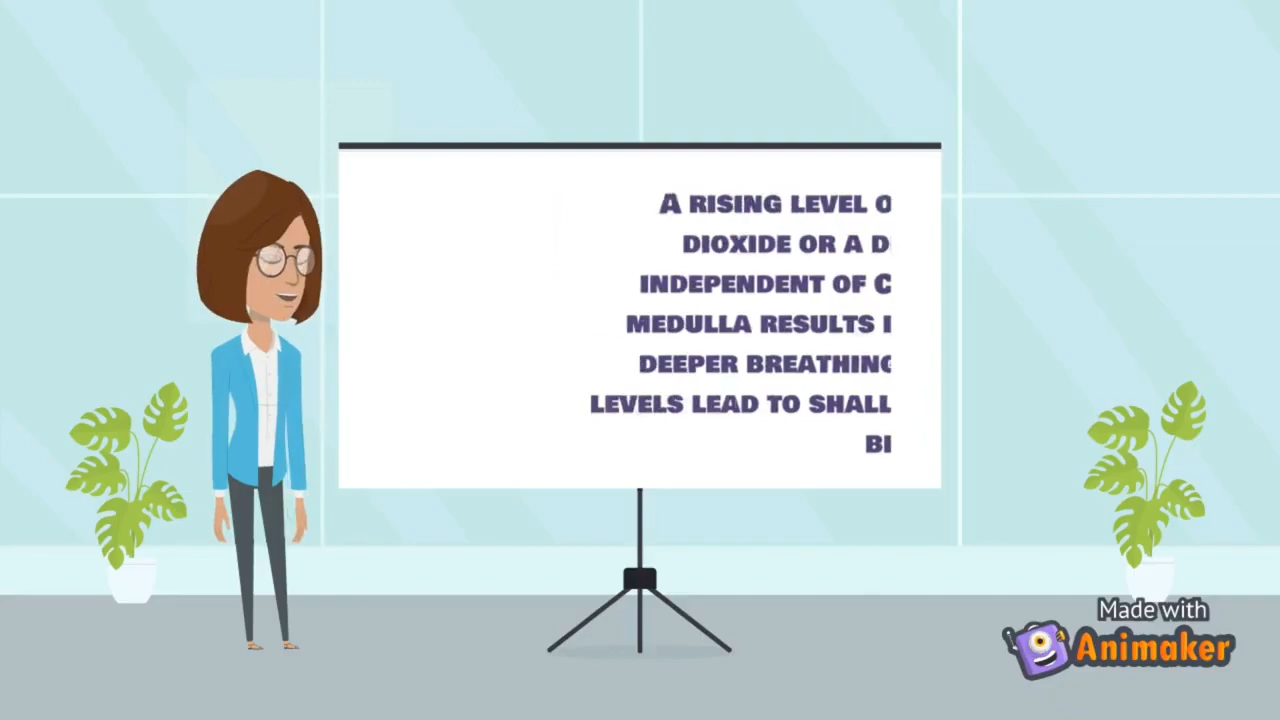 A RISING LEVEL O
DIOXIDE OR A D
INDEPENDENT OF C
MEDULLA RESULTS I
DEEPER BREATHING
LEVELS LEAD TO SHALL
BI
Made with
Animaker